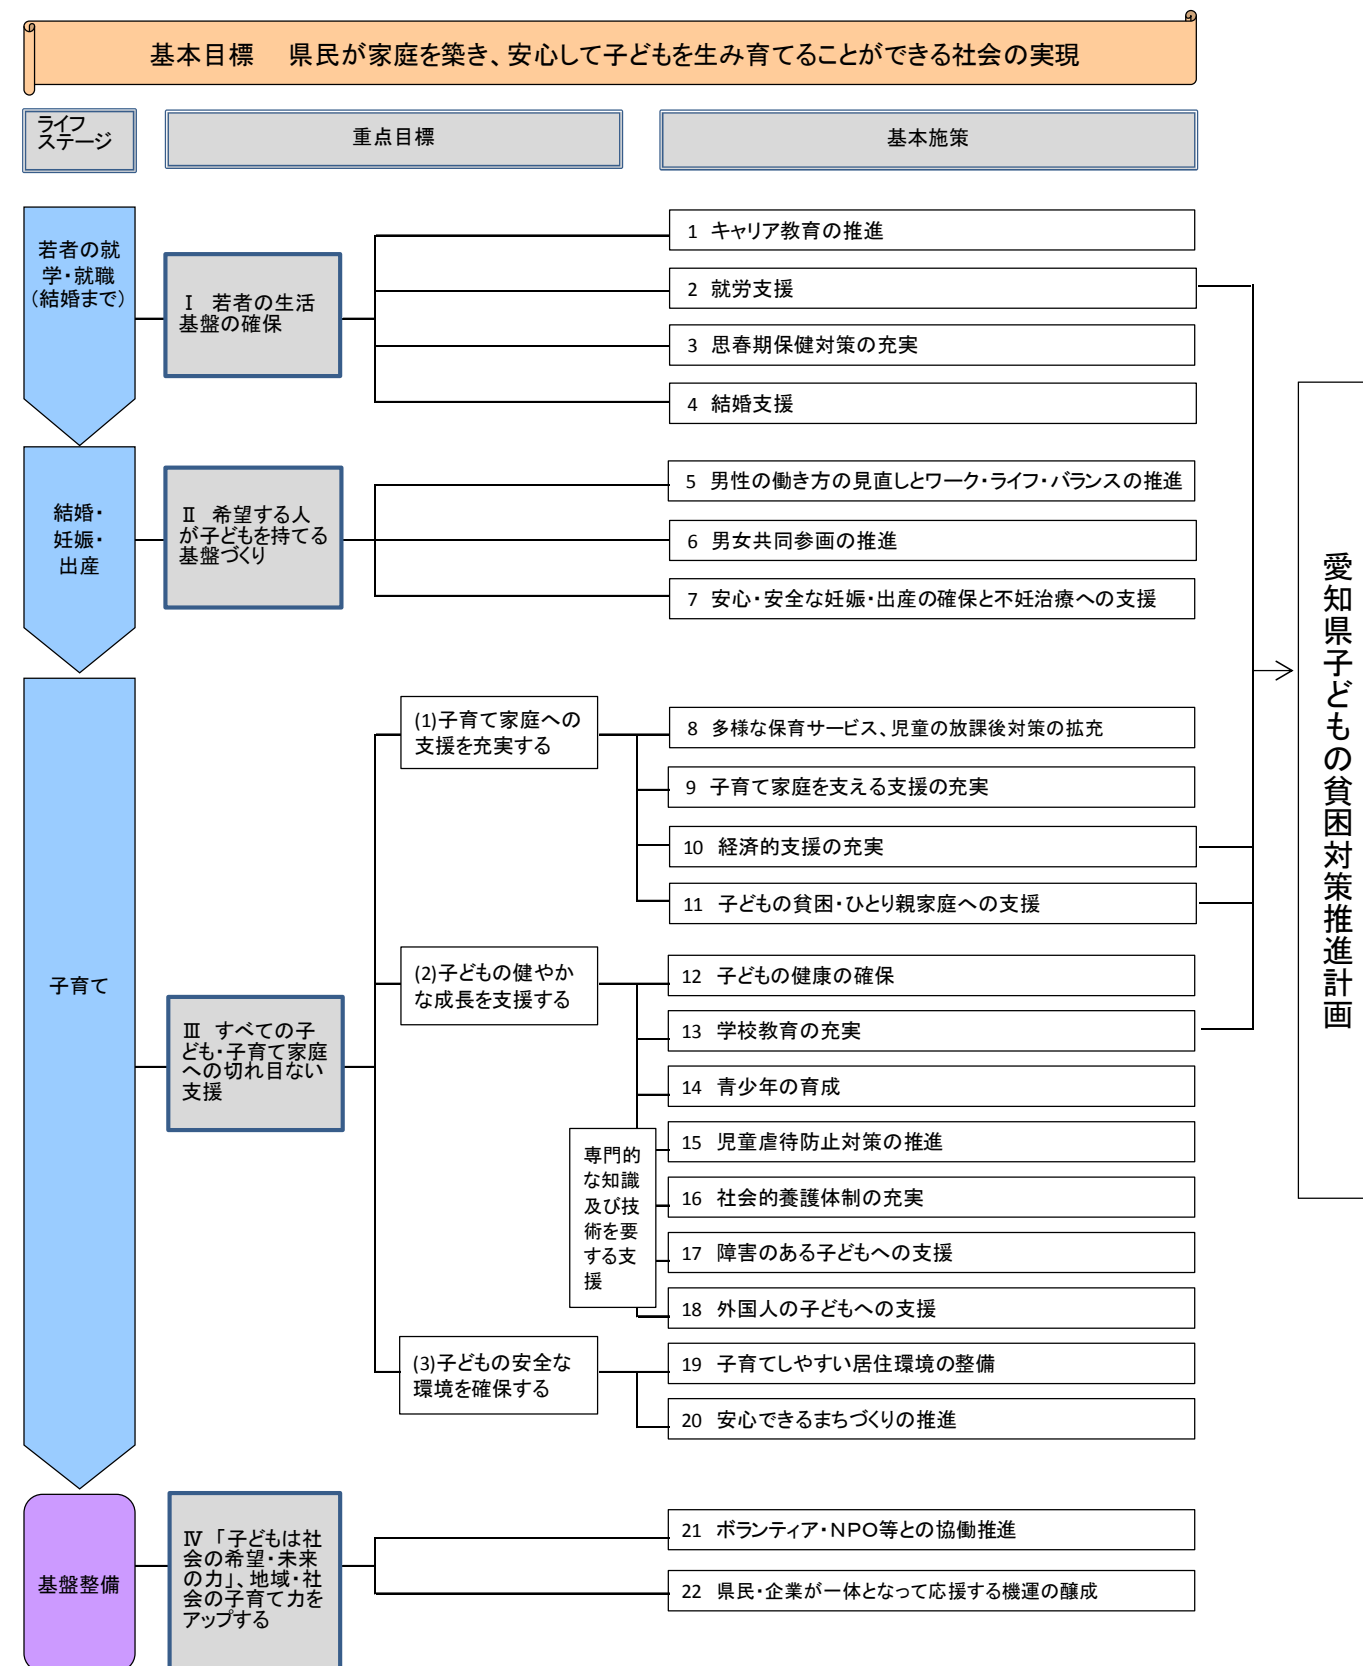 基本目標　県民が家庭を築き、安心して子どもを生み育てることができる社会の実現
ライフ
ステージ
重点目標
基本施策
若者の就
学・就職
（結婚まで）
Ⅰ　若者の生活
基盤の確保
1　キャリア教育の推進
2　就労支援
3　思春期保健対策の充実
4　結婚支援
結婚・
妊娠・
出産
Ⅱ　希望する人
が子どもを持てる
基盤づくり
5　男性の働き方の見直しとワーク・ライフ・バランスの推進
6　男女共同参画の推進
7　安心・安全な妊娠・出産の確保と不妊治療への支援
子育て
Ⅲ　すべての子
ども・子育て家庭
への切れ目ない
支援
(1)子育て家庭への
支援を充実する
8　多様な保育サービス、児童の放課後対策の拡充
9　子育て家庭を支える支援の充実
10　経済的支援の充実
11　子どもの貧困・ひとり親家庭への支援
(2)子どもの健やか
な成長を支援する
12　子どもの健康の確保
13　学校教育の充実
14　青少年の育成
専門的
な知識
及び技
術を要
する支
援
15　児童虐待防止対策の推進
16　社会的養護体制の充実
17　障害のある子どもへの支援
18　外国人の子どもへの支援
(3)子どもの安全な
環境を確保する
19　子育てしやすい居住環境の整備
20　安心できるまちづくりの推進
基盤整備
Ⅳ 「子どもは社
会の希望・未来
の力」、地域・社
会の子育て力を
アップする
21　ボランティア・ＮＰＯ等との協働推進
22　県民・企業が一体となって応援する機運の醸成
愛知県子どもの貧困対策推進計画